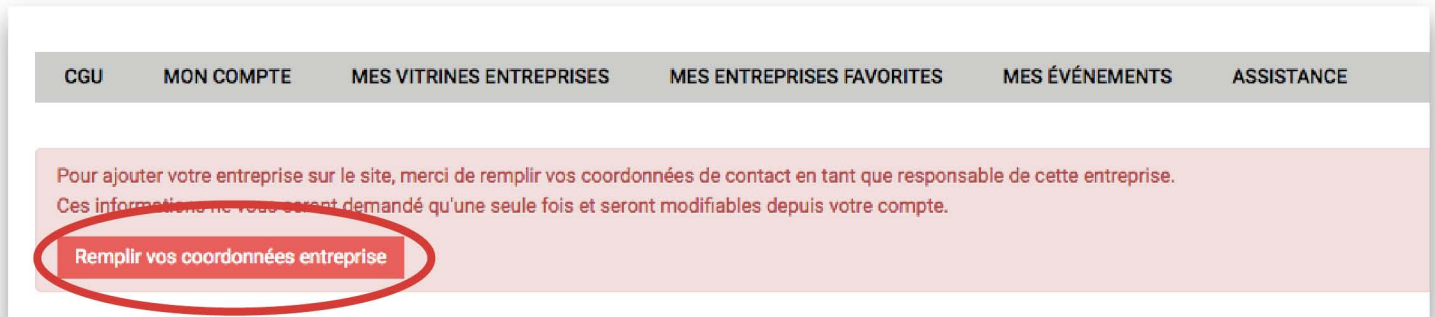 CGU MON COMPTE MES VITRINES ENTREPRISES MES ENTREPRISES FAVORITES MES ÉVÉNEMENTS ASSISTANCE
Pour ajouter votre entreprise sur le site, merci de remplir vos coordonnées de contact en tant que responsable de cette entreprise.
Ces informations ne vous seront demandé qu'une seule fois et seront modifiables depuis votre compte.
Remplir vos coordonnées entreprise